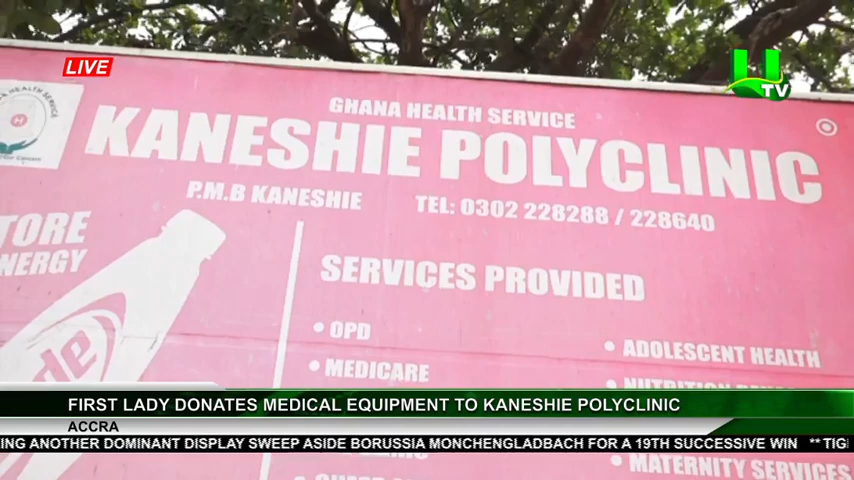 LIVE
U
TV
GHANA HEALTH SERVICE
KANESHIE POLYCLINIC
P.M.B KANESHIE
TEL: 0302 228288 / 228640
TORE
NERGY
SERVICES PROVIDED
• OPD
• ADOLESCENT HEALTH
• MEDICARE
FIRST LADY DONATES MEDICAL EQUIPMENT TO KANESHIE POLYCLINIC
ACCRA
ING ANOTHER DOMINANT DISPLAY SWEEP ASIDE BORUSSIA MONCHENGLADBACH FOR A 19TH SUCCESSIVE WIN ** TIG
• MATERNITY SERVICES